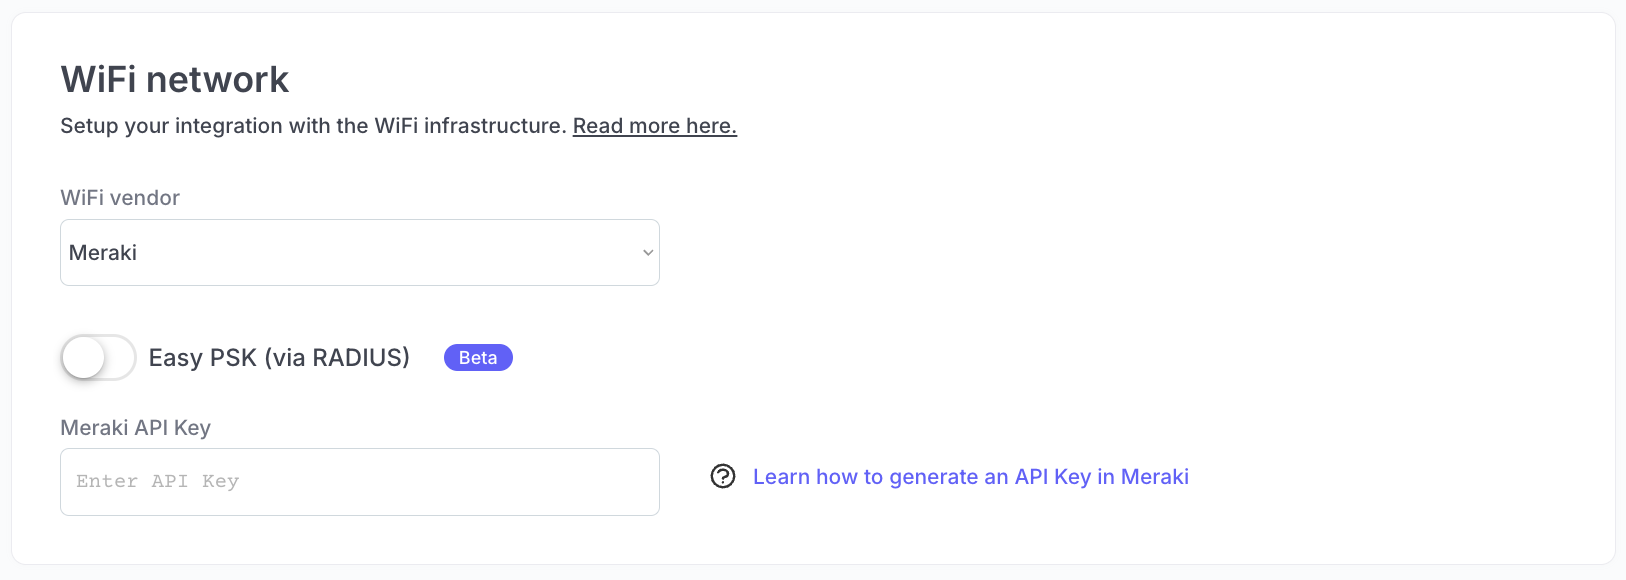 WiFi network
Setup your integration with the WiFi infrastructure. Read more here.
WiFi vendor
Meraki
Easy PSK (via RADIUS) Beta
Meraki API Key
Enter API Key
Learn how to generate an API Key in Meraki